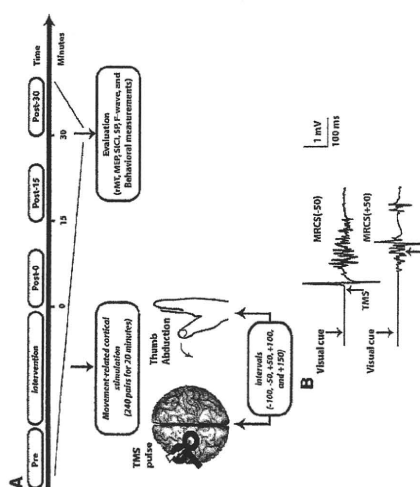 A
Time
Minutes
Pre
Intervention
Post-0
Post-15
Post-30
0
15
30
Movement-related cortical
stimulation
(240 pairs for 20 minutes)
Evaluation
(rMT, MEP, SICI, SP, F-wave, and
Behavioral measurements)
TMS
pulse
Thumb
Abduction
Intervals
(-100, -50, +50, +100,
and +150)
B
Visual cue
TMS
MRCS(-50)
Visual cue
MRCS(+50)
1 mV
100 ms